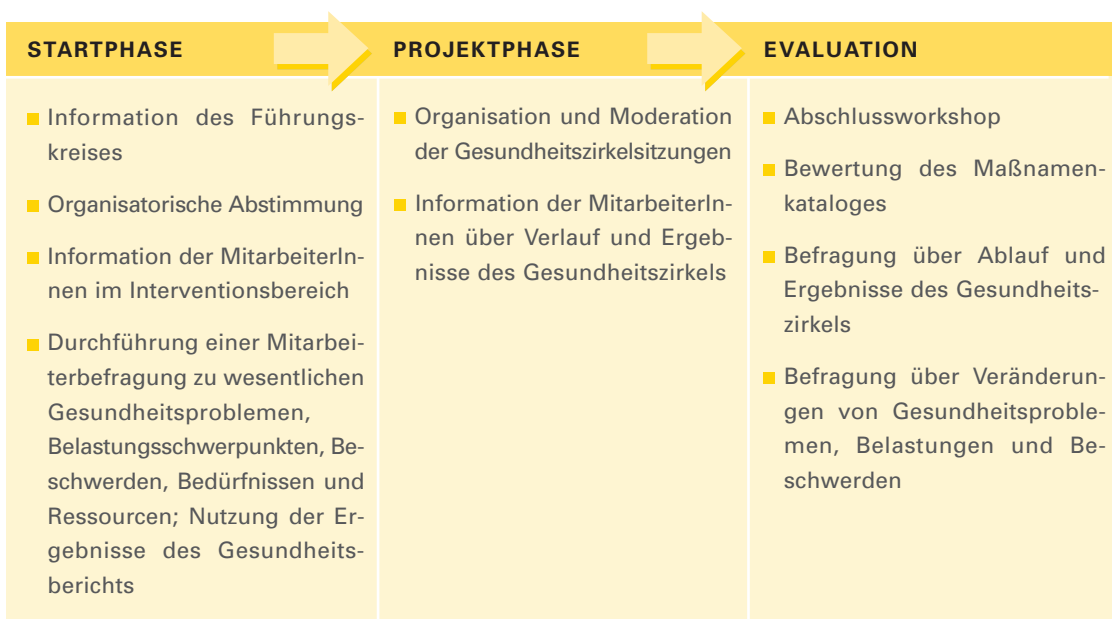 STARTPHASE
PROJEKTPHASE
EVALUATION
Information des Führungs-
kreises
Organisatorische Abstimmung
Information der MitarbeiterIn-
nen im Interventionsbereich
Durchführung einer Mitarbei-
terbefragung zu wesentlichen
Gesundheitsproblemen,
Belastungsschwerpunkten, Be-
schwerden, Bedürfnissen und
Ressourcen; Nutzung der Er-
gebnisse des Gesundheits-
berichts
Organisation und Moderation
der Gesundheitszirkelsitzungen
Information der MitarbeiterIn-
nen über Verlauf und Ergeb-
nisse des Gesundheitszirkels
Abschlussworkshop
Bewertung des Maßnamen-
kataloges
Befragung über Ablauf und
Ergebnisse des Gesundheits-
zirkels
Befragung über Veränderun-
gen von Gesundheitsproble-
men, Belastungen und Be-
schwerden